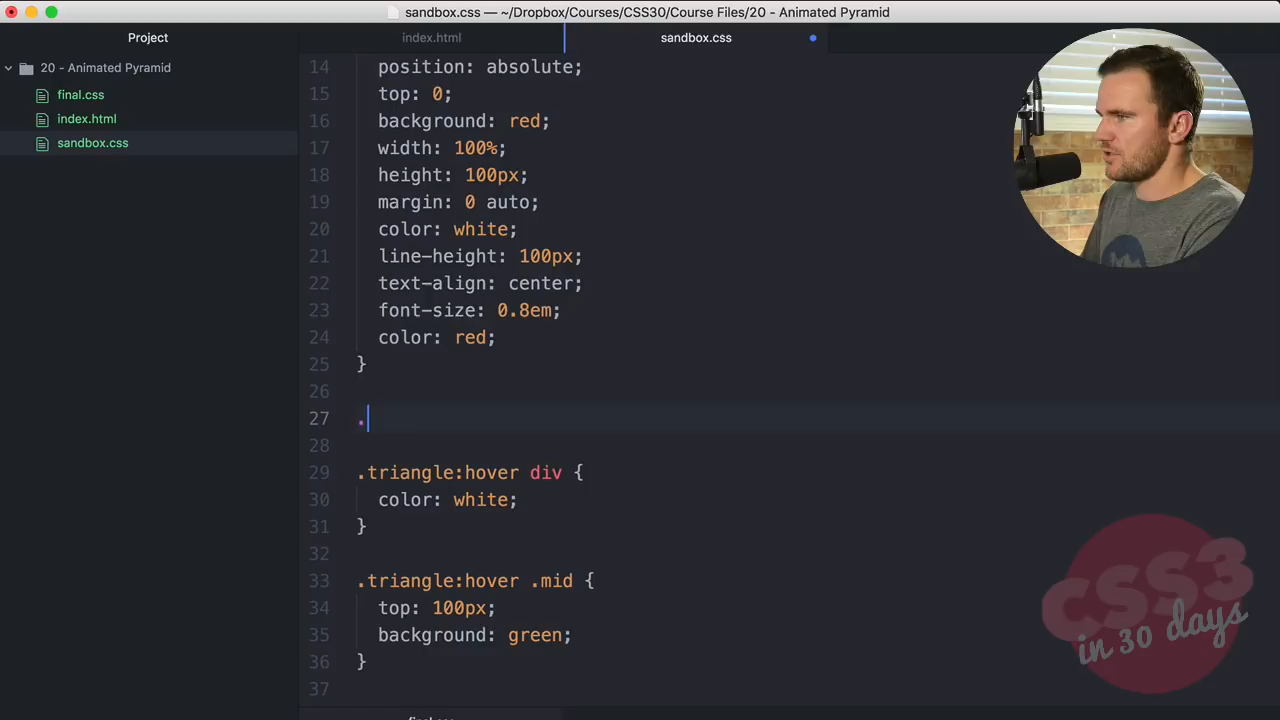 sandbox.css — ~/Dropbox/Courses/CSS30/Course Files/20 - Animated Pyramid
Project
index.html
sandbox.css
20 - Animated Pyramid
final.css
index.html
sandbox.css
14 position: absolute;
15 top: 0;
16 background: red;
17 width: 100%;
18 height: 100px;
19 margin: 0 auto;
20 color: white;
21 line-height: 100px;
22 text-align: center;
23 font-size: 0.8em;
24 color: red;
25 }
26
27 .
28
29 .triangle:hover div {
30 color: white;
31 }
32
33 .triangle:hover .mid {
34 top: 100px;
35 background: green;
36 }
37
CSS3
in 30 days